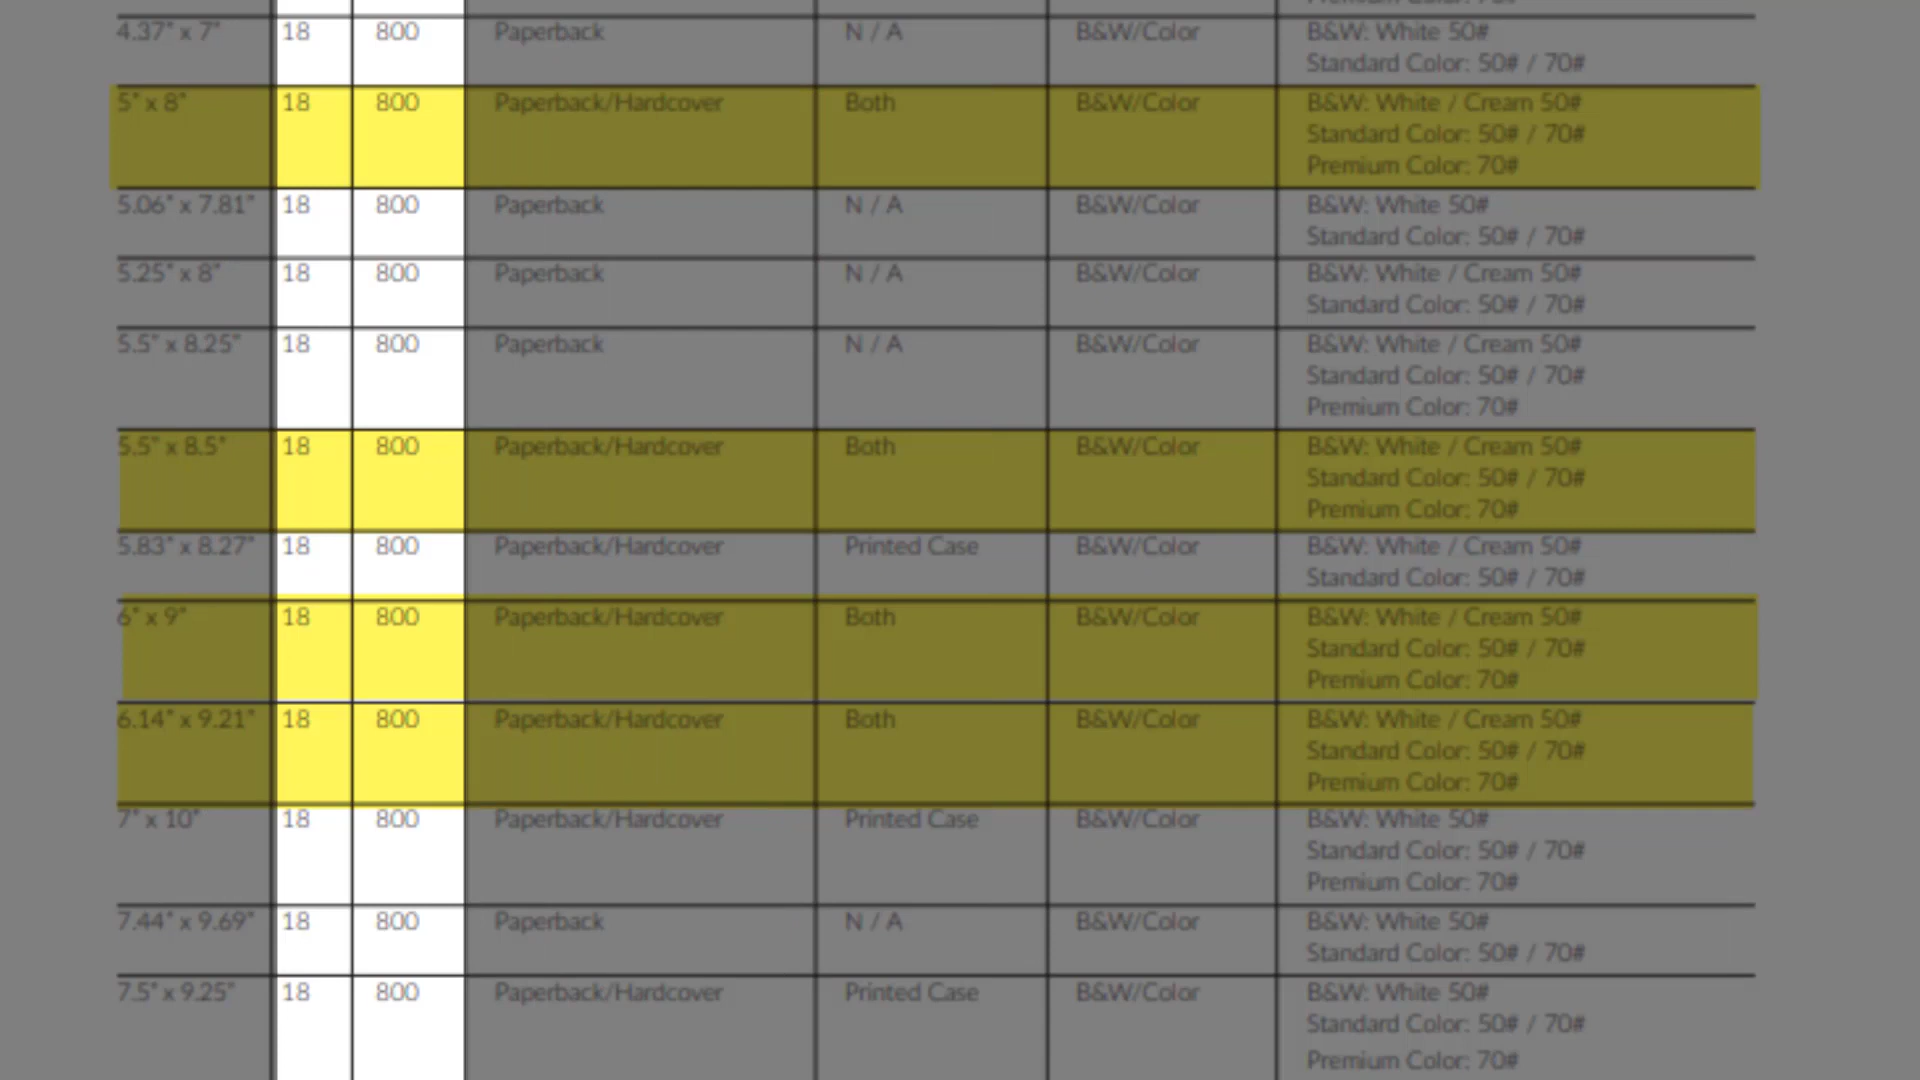 Premium Color: 70#
4.37" x 7" 18 800 Paperback N / A B&W/Color B&W: White 50#
Standard Color: 50# / 70#
5" x 8" 18 800 Paperback/Hardcover Both B&W/Color B&W: White / Cream 50#
Standard Color: 50# / 70#
Premium Color: 70#
5.06" x 7.81" 18 800 Paperback N / A B&W/Color B&W: White 50#
Standard Color: 50# / 70#
5.25" x 8" 18 800 Paperback N / A B&W/Color B&W: White / Cream 50#
Standard Color: 50# / 70#
5.5" x 8.25" 18 800 Paperback N / A B&W/Color B&W: White / Cream 50#
Standard Color: 50# / 70#
Premium Color: 70#
5.5" x 8.5" 18 800 Paperback/Hardcover Both B&W/Color B&W: White / Cream 50#
Standard Color: 50# / 70#
Premium Color: 70#
5.83" x 8.27" 18 800 Paperback/Hardcover Printed Case B&W/Color B&W: White / Cream 50#
Standard Color: 50# / 70#
6" x 9" 18 800 Paperback/Hardcover Both B&W/Color B&W: White / Cream 50#
Standard Color: 50# / 70#
Premium Color: 70#
6.14" x 9.21" 18 800 Paperback/Hardcover Both B&W/Color B&W: White / Cream 50#
Standard Color: 50# / 70#
Premium Color: 70#
7" x 10" 18 800 Paperback/Hardcover Printed Case B&W/Color B&W: White 50#
Standard Color: 50# / 70#
Premium Color: 70#
7.44" x 9.69" 18 800 Paperback N / A B&W/Color B&W: White 50#
Standard Color: 50# / 70#
7.5" x 9.25" 18 800 Paperback/Hardcover Printed Case B&W/Color B&W: White 50#
Standard Color: 50# / 70#
Premium Color: 70#